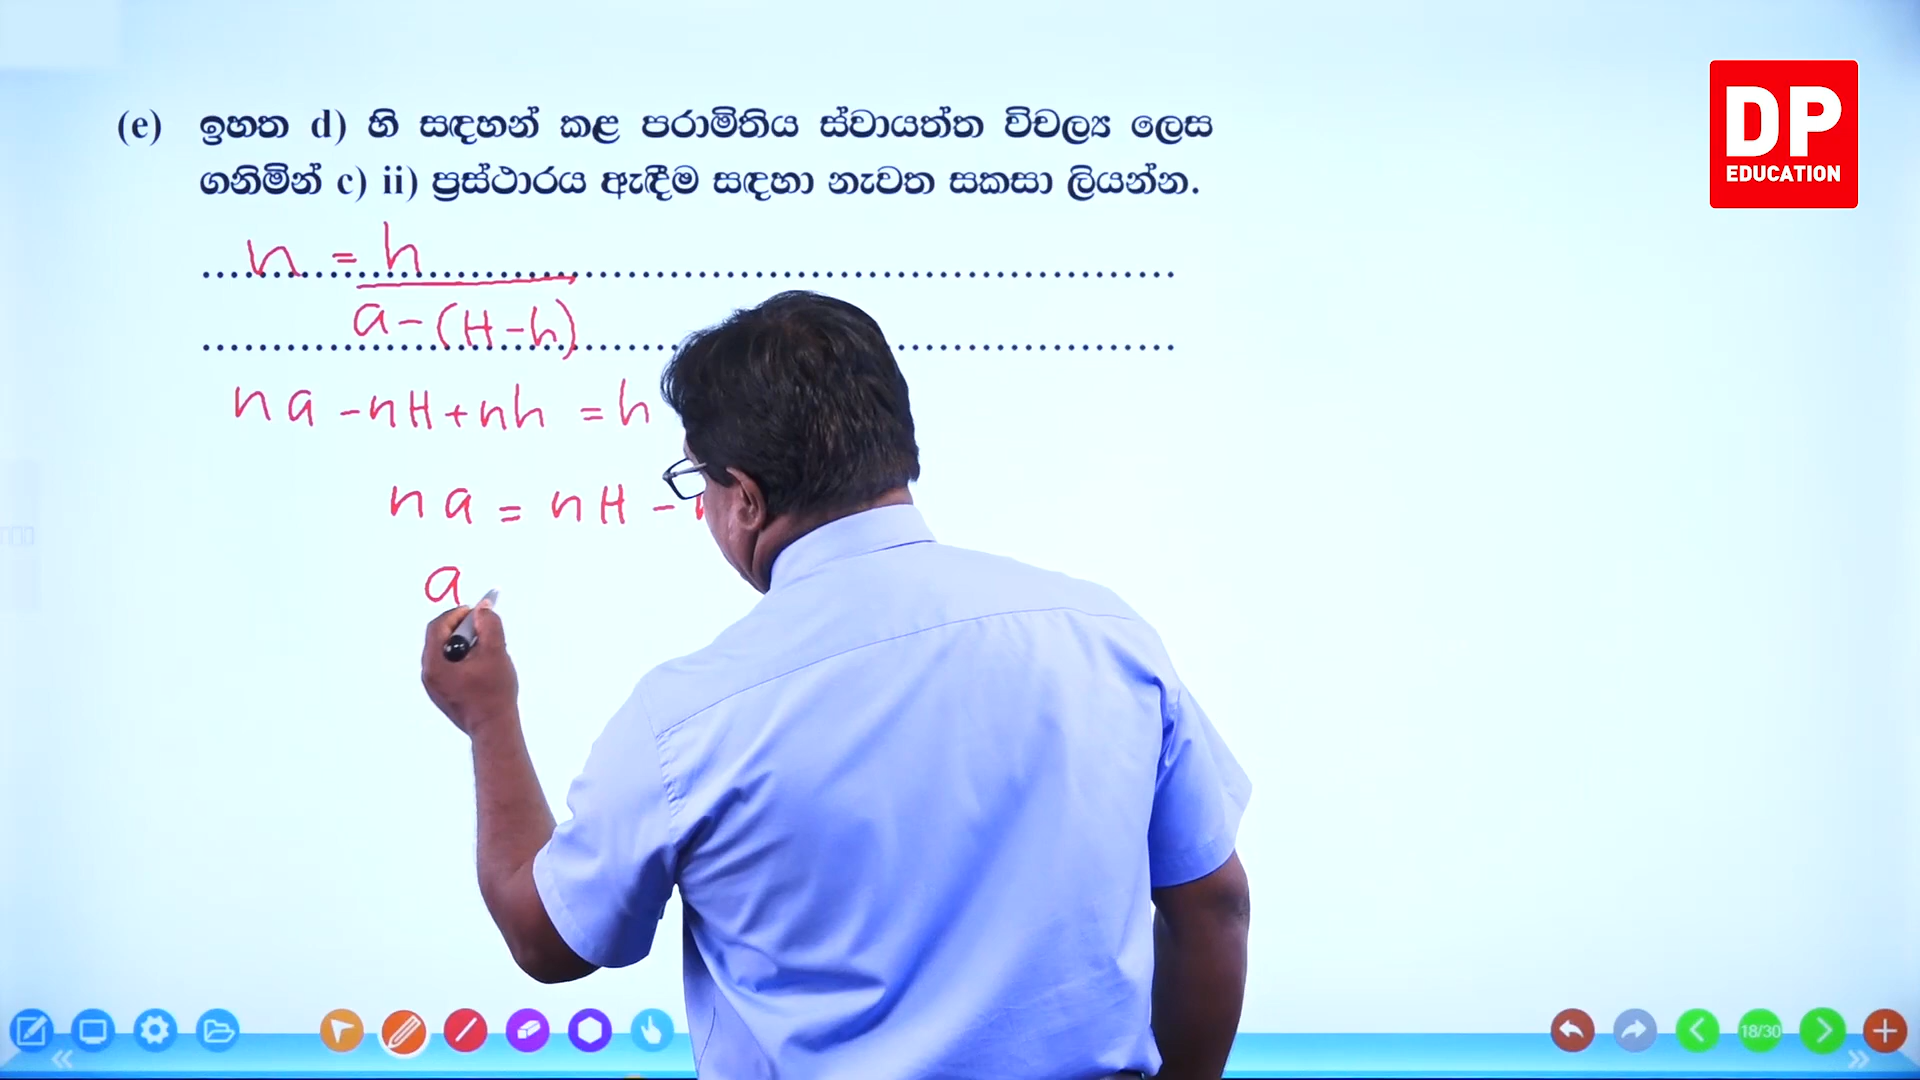 DP
EDUCATION
(e) ඉහත d) හි සඳහන් කළ පරාමිතිය ස්වායත්ත විචල්‍ය ලෙස
ගනිමින් c) ii) ප්‍රස්ථාරය ඇඳීම සඳහා නැවත සකසා ලියන්න.
n = h
a - (H - h)
na - nH + nh = h
na = nH -
a
18/30